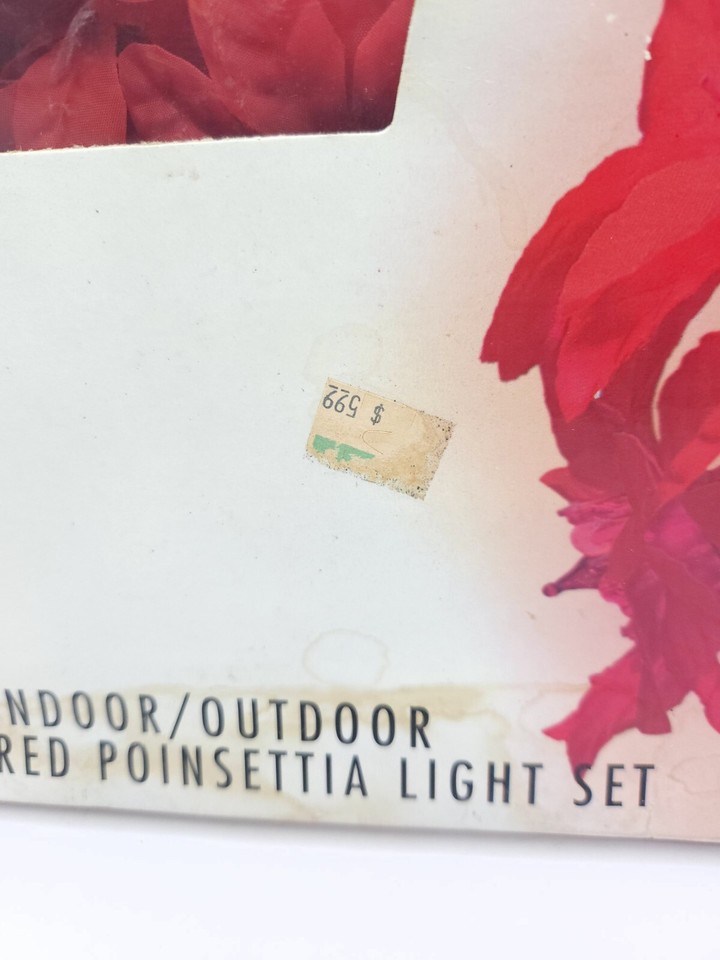 $ 599
NDOOR/OUTDOOR
RED POINSETTIA LIGHT SET